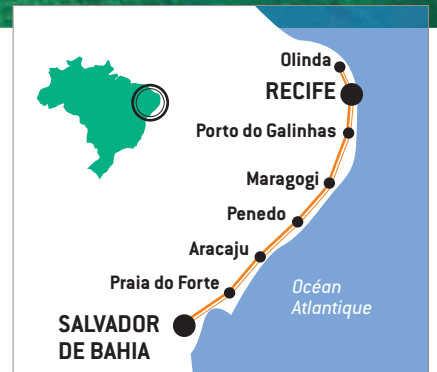 Olinda
RECIFE
Porto do Galinhas
Maragogi
Penedo
Aracaju
Praia do Forte
Océan
Atlantique
SALVADOR
DE BAHIA